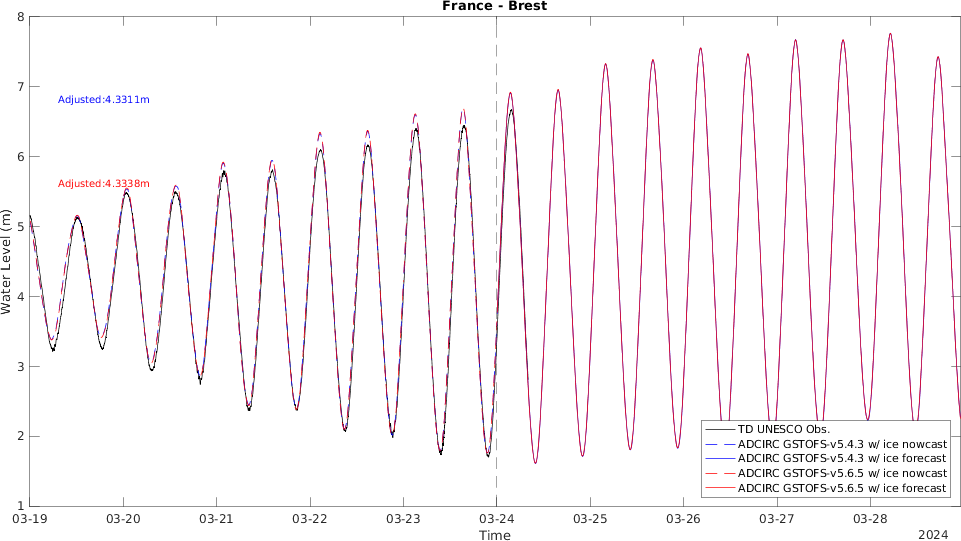 France - Brest
8
7
6
5
4
3
2
1
Water Level (m)
Adjusted:4.3311m
Adjusted:4.3338m
TD UNESCO Obs.
ADCIRC GSTOFS-v5.4.3 w/ ice nowcast
ADCIRC GSTOFS-v5.4.3 w/ ice forecast
ADCIRC GSTOFS-v5.6.5 w/ ice nowcast
ADCIRC GSTOFS-v5.6.5 w/ ice forecast
03-19 03-20 03-21 03-22 03-23 03-24 03-25 03-26 03-27 03-28
Time
2024